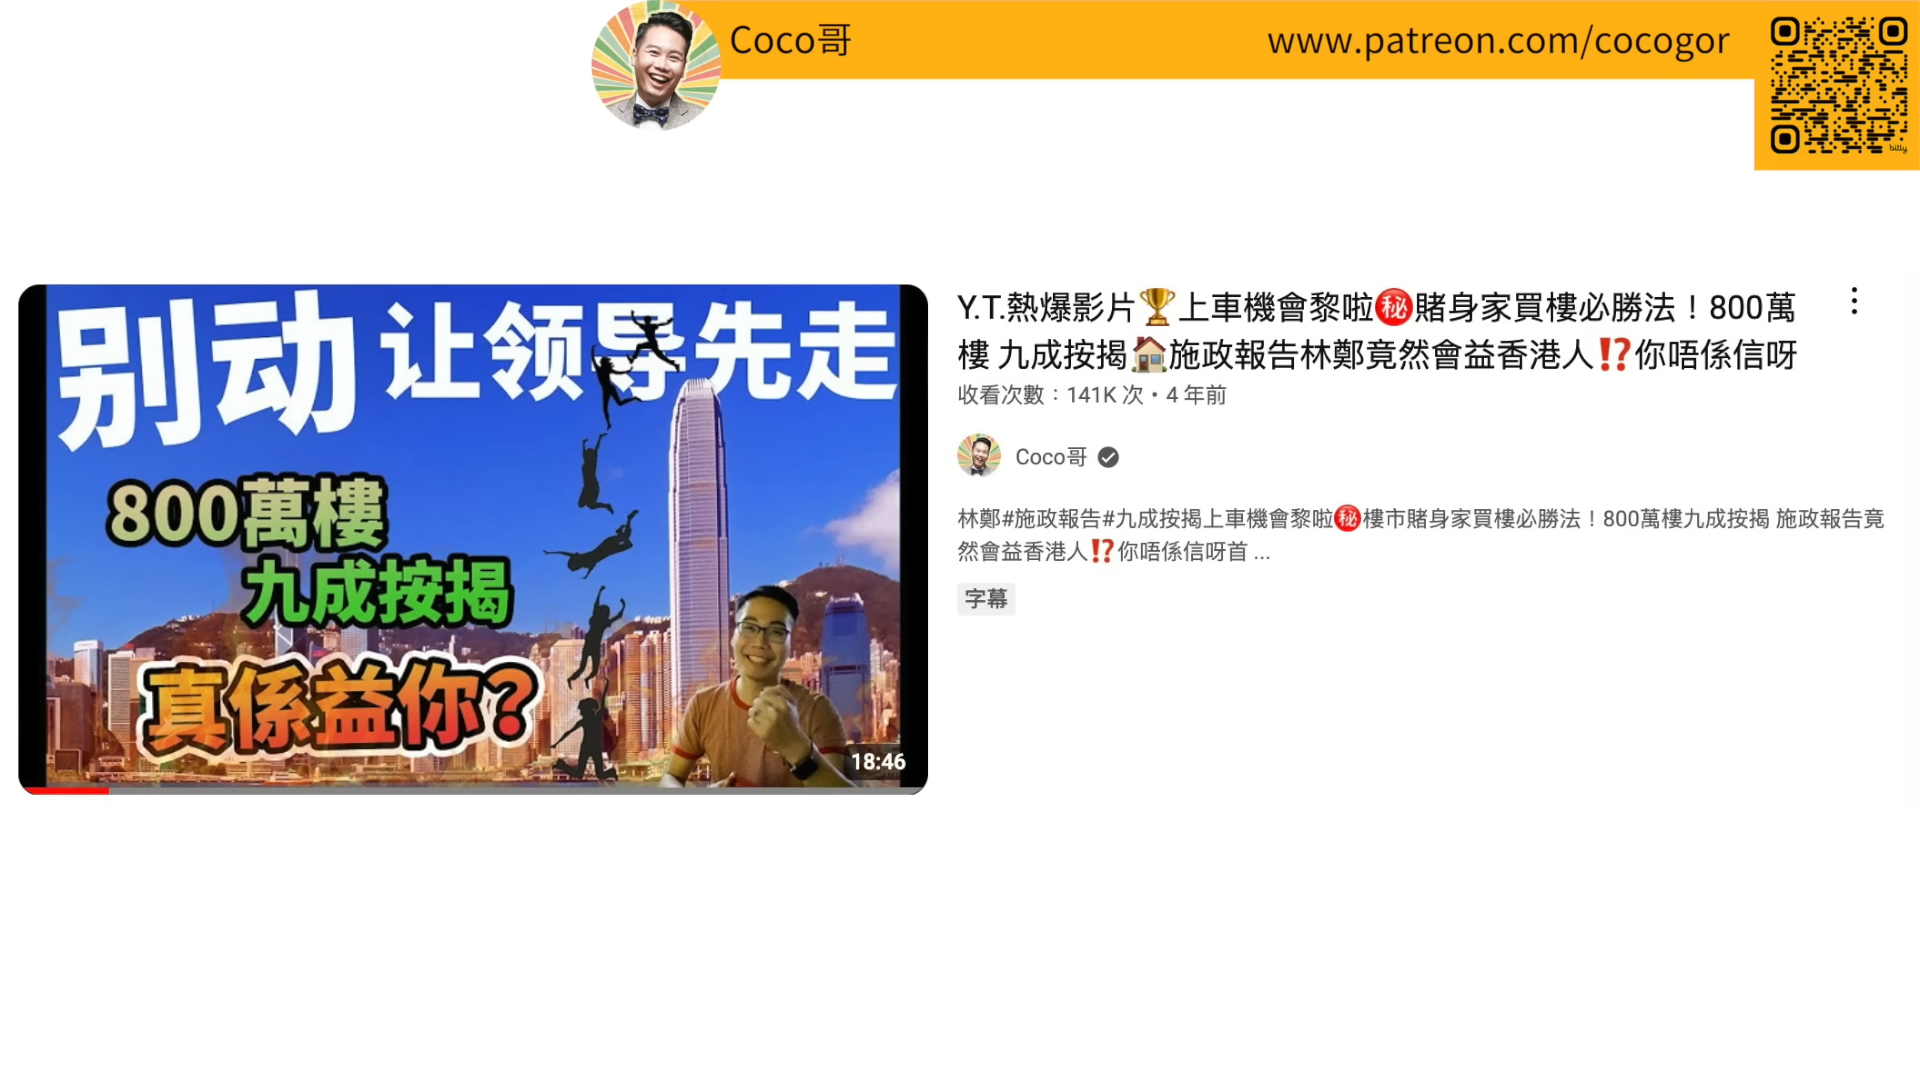 Coco哥
www.patreon.com/cocogor
bitly
别动 让领导先走
800萬樓
九成按揭
真係益你?
18:46
Y.T.熱爆影片🏆上車機會黎啦㊙️賭身家買樓必勝法！800萬
樓 九成按揭🏠施政報告林鄭竟然會益香港人⁉️你唔係信呀
收看次數：141K 次・4 年前
Coco哥
林鄭#施政報告#九成按揭上車機會黎啦㊙️樓市賭身家買樓必勝法！800萬樓九成按揭 施政報告竟
然會益香港人⁉️你唔係信呀首 ...
字幕